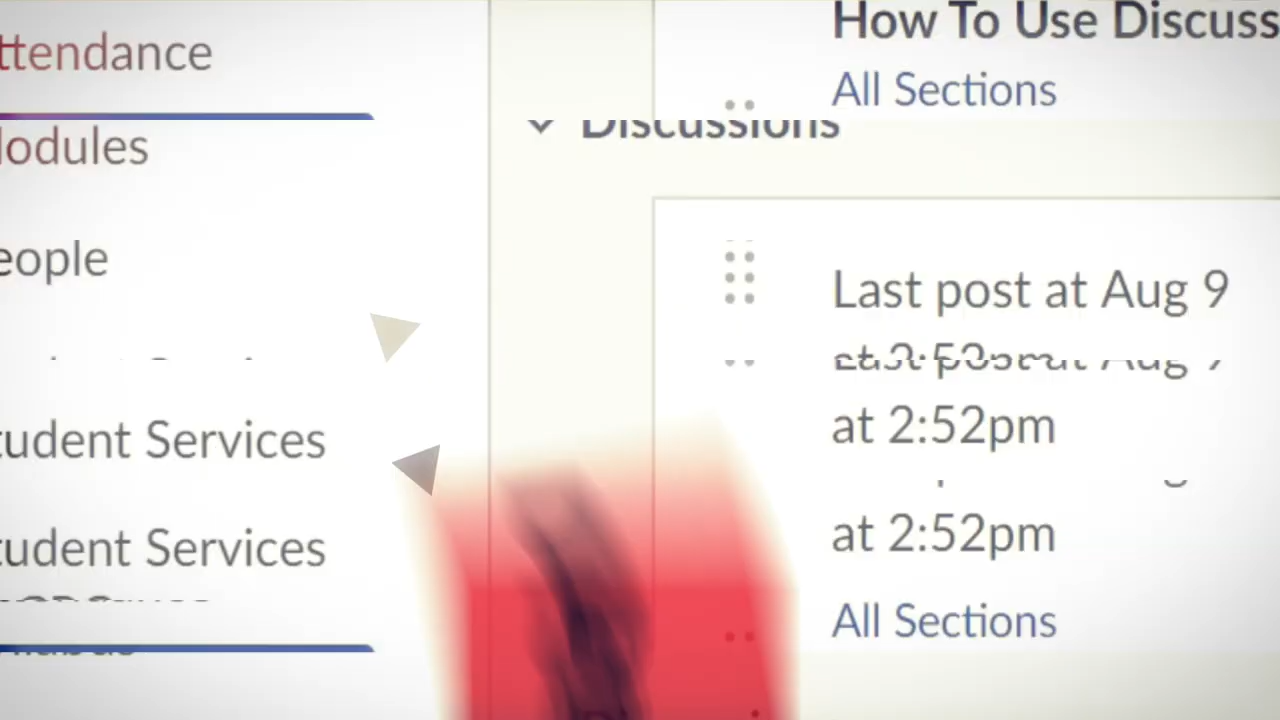 ttendance
odules
eople
tudent Services
tudent Services
How To Use Discuss
All Sections
Discussions
Last post at Aug 9
at 2:52pm
at 2:52pm
All Sections